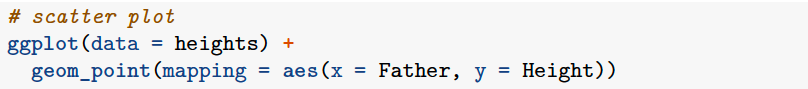 # scatter plot
ggplot(data = heights) +
  geom_point(mapping = aes(x = Father, y = Height))